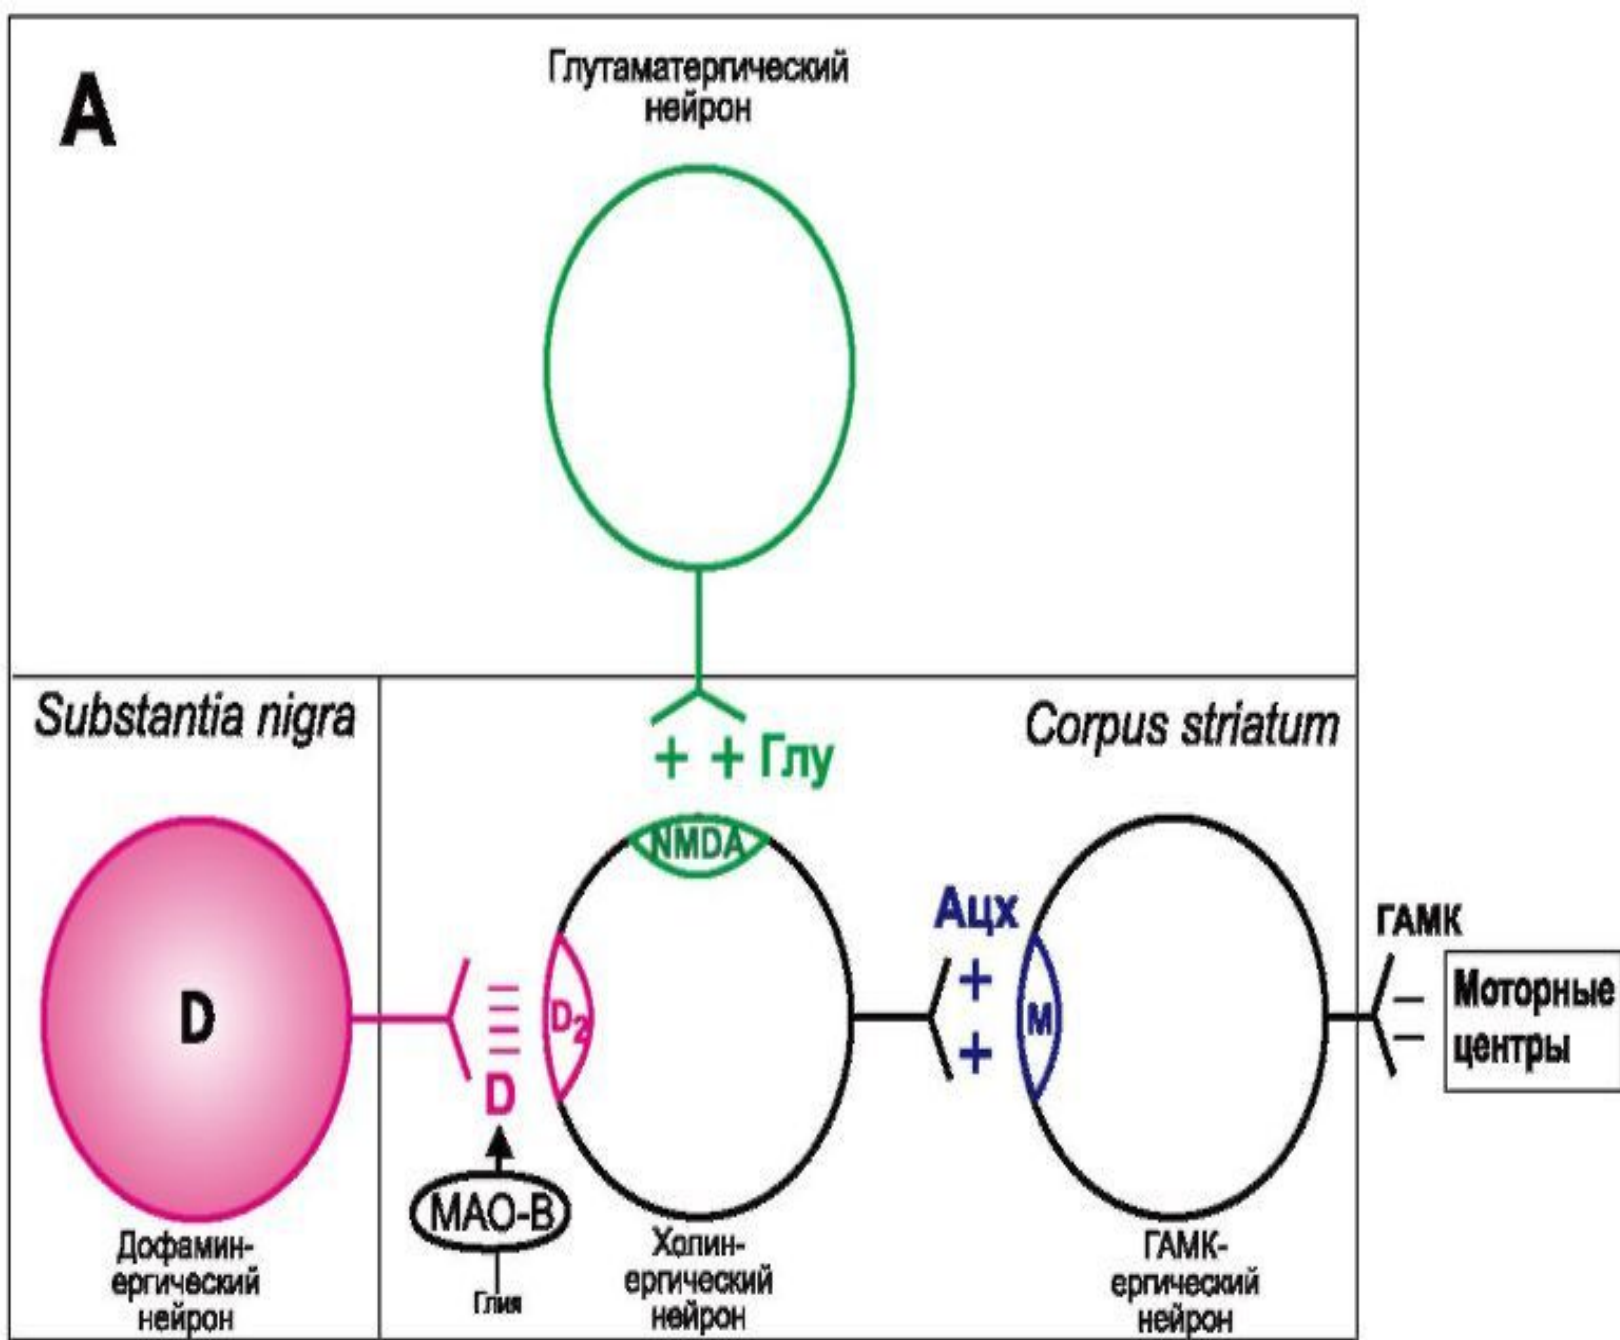 A
Глутаматергический
нейрон
Substantia nigra
Corpus striatum
+ + Глу
NMDA
Ацх
+
+
M
ГАМК
– –
Моторные
центры
D
D2
D
МАО-В
Глия
Дофамин-
ергический
нейрон
Холин-
ергический
нейрон
ГАМК-
ергический
нейрон